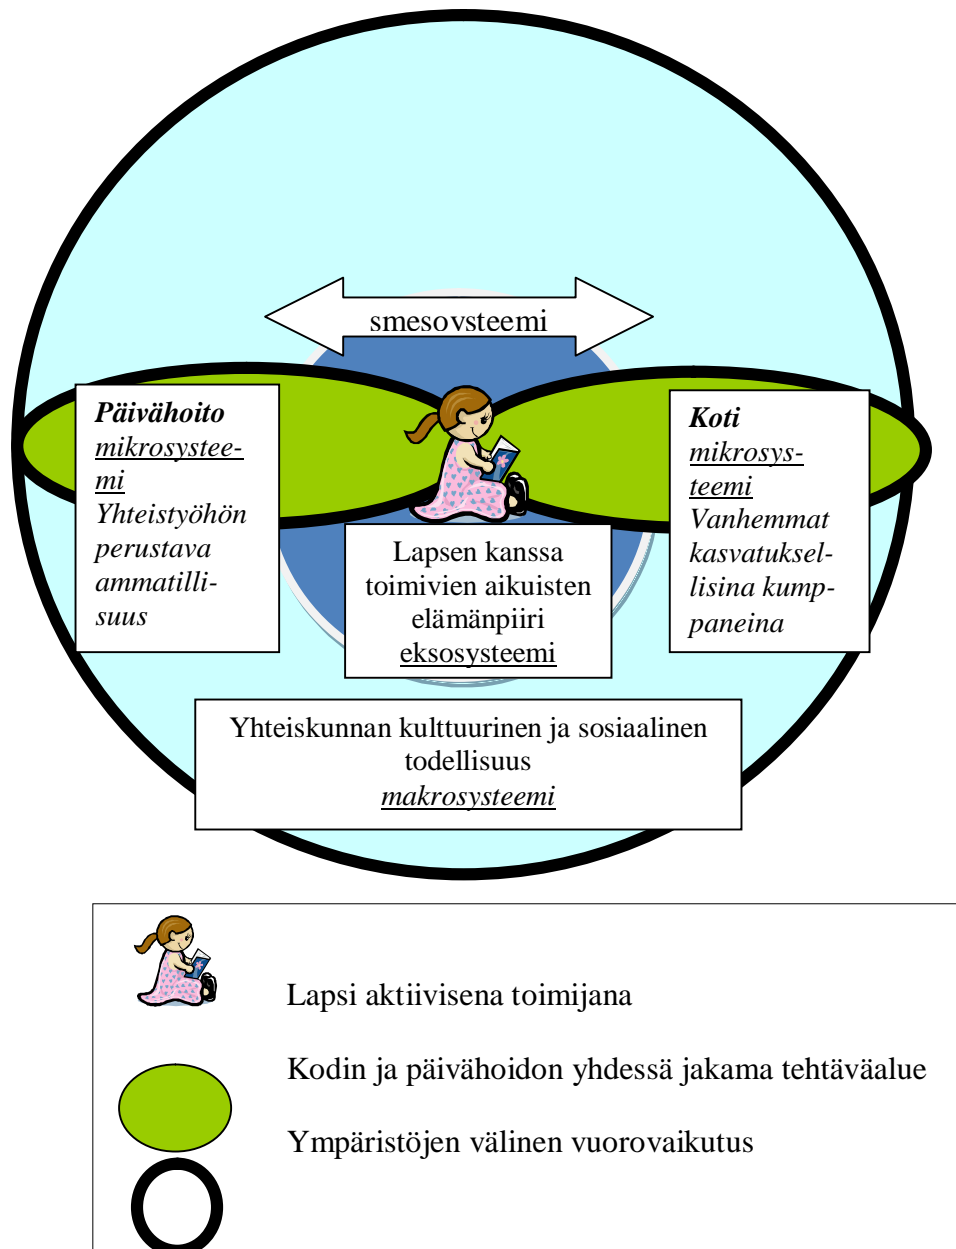 smesovsteemi
Päivähoito
mikrosystee-
mi
Yhteistyöhön
perustava
ammatilli-
suus
Koti
mikrosys-
teemi
Vanhemmat
kasvatuksel-
lisina kump-
paneina
Lapsen kanssa
toimivien aikuisten
elämänpiiri
eksosysteemi
Yhteiskunnan kulttuurinen ja sosiaalinen
todellisuus
makrosysteemi
Lapsi aktiivisena toimijana
Kodin ja päivähoidon yhdessä jakama tehtäväalue
Ympäristöjen välinen vuorovaikutus